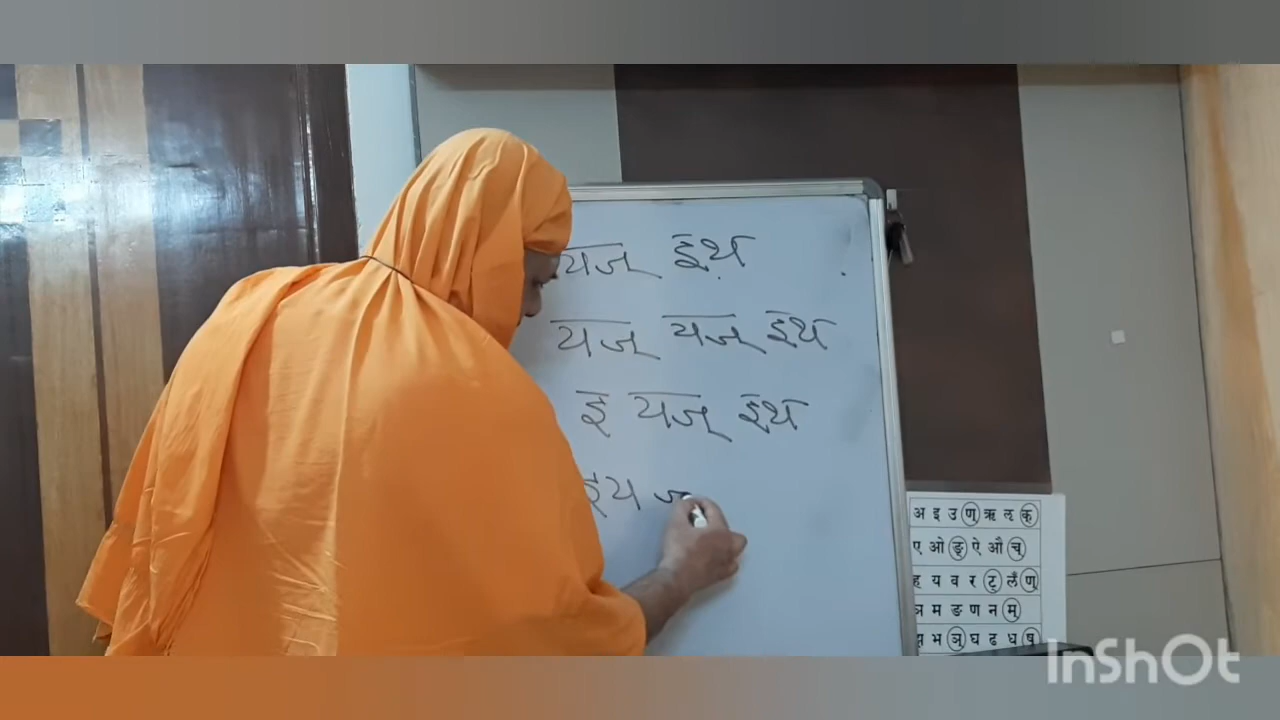 यज् इथ
यज् यज् इथ
इ यज् इथ
इय ज
अ इ उ ण् ऋ लृ क्
ए ओ ङ् ऐ औ च्
ह य व र ट् लँ ण्
ञ म ङ ण न म्
झ भ ञ् घ ढ ध ष्
InShOt